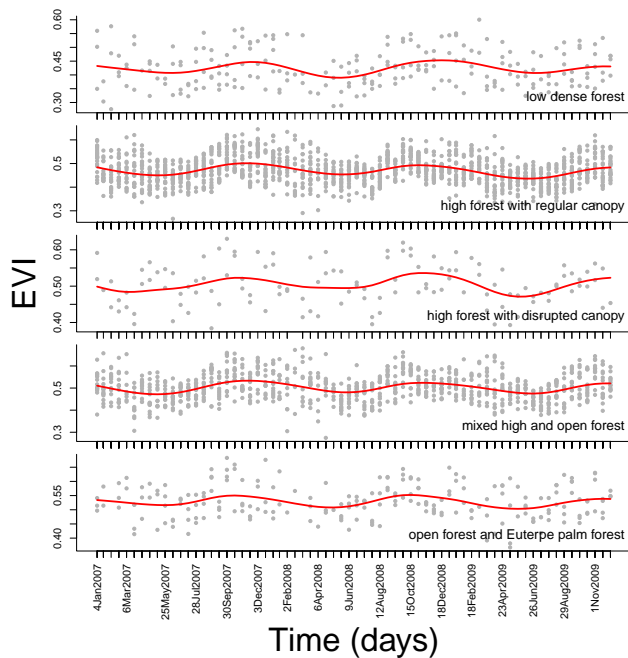 0.60
0.45
0.30
low dense forest
0.5
0.3
high forest with regular canopy
0.60
0.50
0.40
high forest with disrupted canopy
0.5
0.3
mixed high and open forest
0.55
0.40
open forest and Euterpe palm forest
EVI
4Jan2007
6Mar2007
25May2007
28Jul2007
30Sep2007
3Dec2007
2Feb2008
6Apr2008
9Jun2008
12Aug2008
15Oct2008
18Dec2008
18Feb2009
23Apr2009
26Jun2009
29Aug2009
1Nov2009
Time (days)